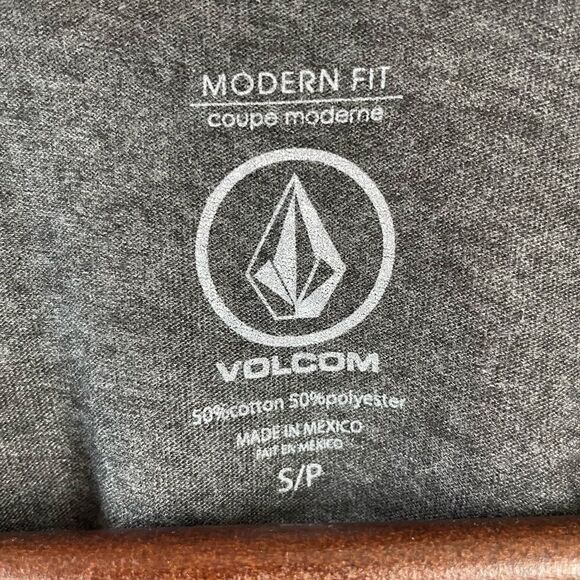 MODERN FIT
coupe moderne
VOLCOM
50%cotton 50%polyester
MADE IN MEXICO
FAIT EN MEXICO
S/P